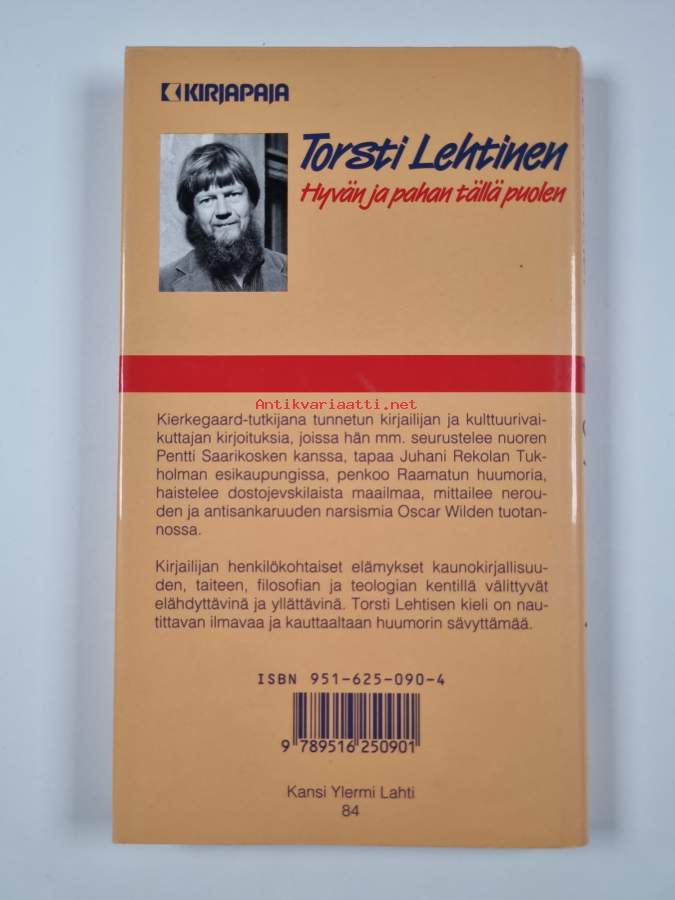 KIRJAPAJA
Torsti Lehtinen
Hyvän ja pahan tällä puolen
Antikvariaatti.net
Kierkegaard-tutkijana tunnetun kirjailijan ja kulttuurivai-
kuttajan kirjoituksia, joissa hän mm. seurustelee nuoren
Pentti Saarikosken kanssa, tapaa Juhani Rekolan Tuk-
holman esikaupungissa, penkoo Raamatun huumoria,
haistelee dostojevskilaista maailmaa, mittailee nerou-
den ja antisankaruuden narsismia Oscar Wilden tuotan-
nossa.
Kirjailijan henkilökohtaiset elämykset kaunokirjallisuu-
den, taiteen, filosofian ja teologian kentillä välittyvät
elähdyttävinä ja yllättävinä. Torsti Lehtisen kieli on nau-
tittavan ilmavaa ja kauttaaltaan huumorin sävyttämää.
ISBN 951-625-090-4
9 789516 250901
Kansi Ylermi Lahti
84